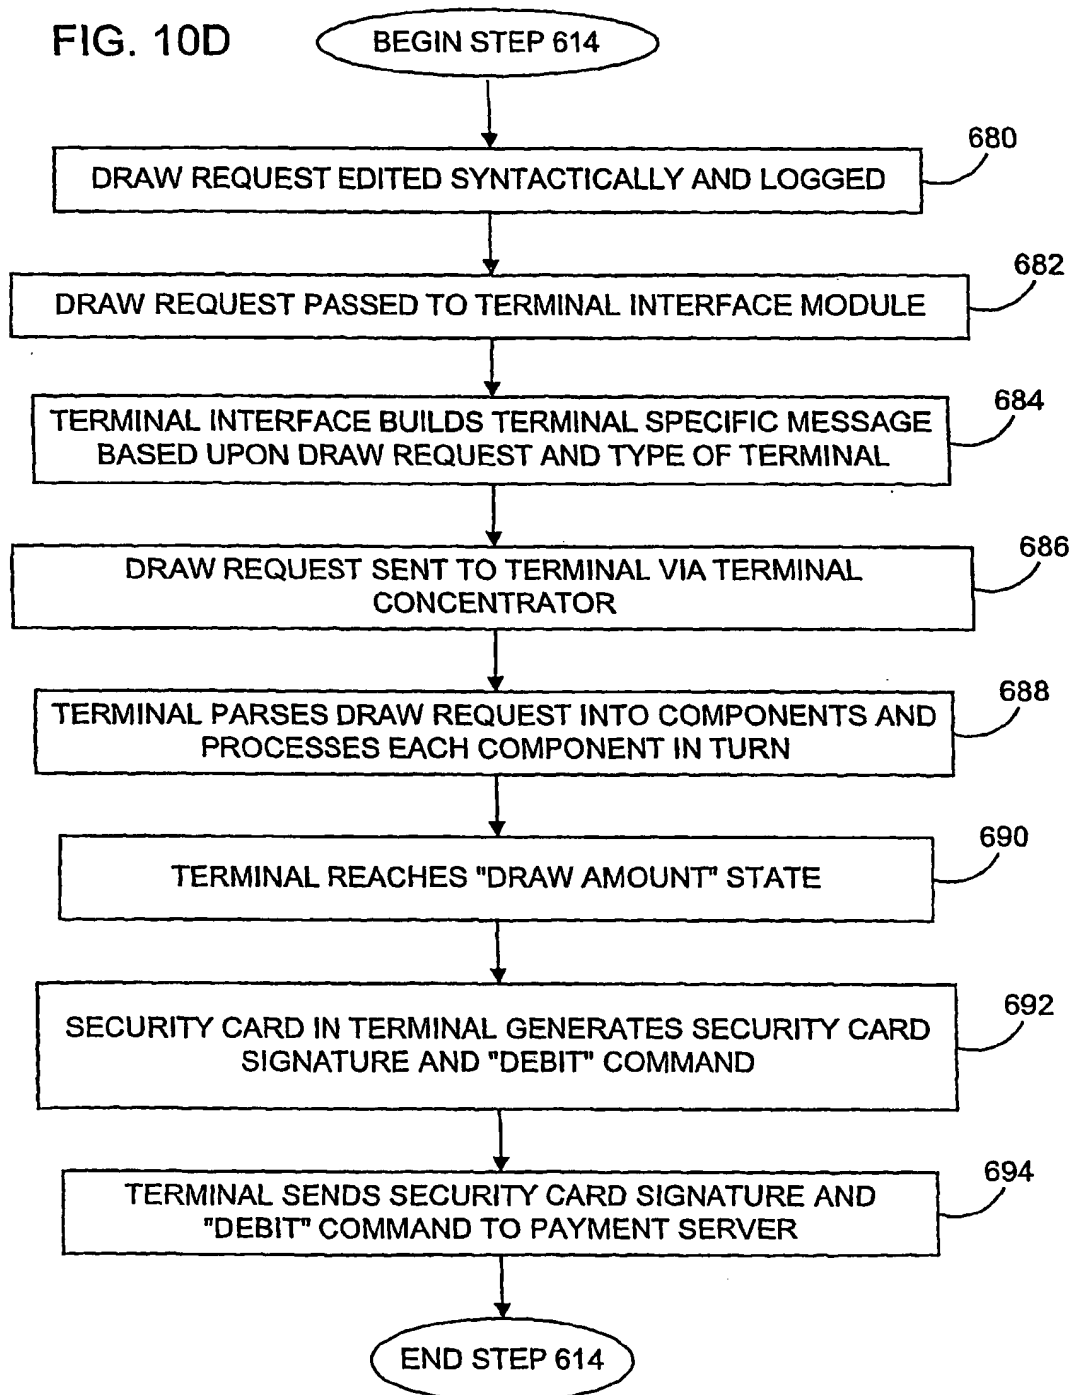 FIG. 10D
BEGIN STEP 614
680
DRAW REQUEST EDITED SYNTACTICALLY AND LOGGED
682
DRAW REQUEST PASSED TO TERMINAL INTERFACE MODULE
684
TERMINAL INTERFACE BUILDS TERMINAL SPECIFIC MESSAGE
BASED UPON DRAW REQUEST AND TYPE OF TERMINAL
686
DRAW REQUEST SENT TO TERMINAL VIA TERMINAL
CONCENTRATOR
688
TERMINAL PARSES DRAW REQUEST INTO COMPONENTS AND
PROCESSES EACH COMPONENT IN TURN
690
TERMINAL REACHES "DRAW AMOUNT" STATE
692
SECURITY CARD IN TERMINAL GENERATES SECURITY CARD
SIGNATURE AND "DEBIT" COMMAND
694
TERMINAL SENDS SECURITY CARD SIGNATURE AND
"DEBIT" COMMAND TO PAYMENT SERVER
END STEP 614